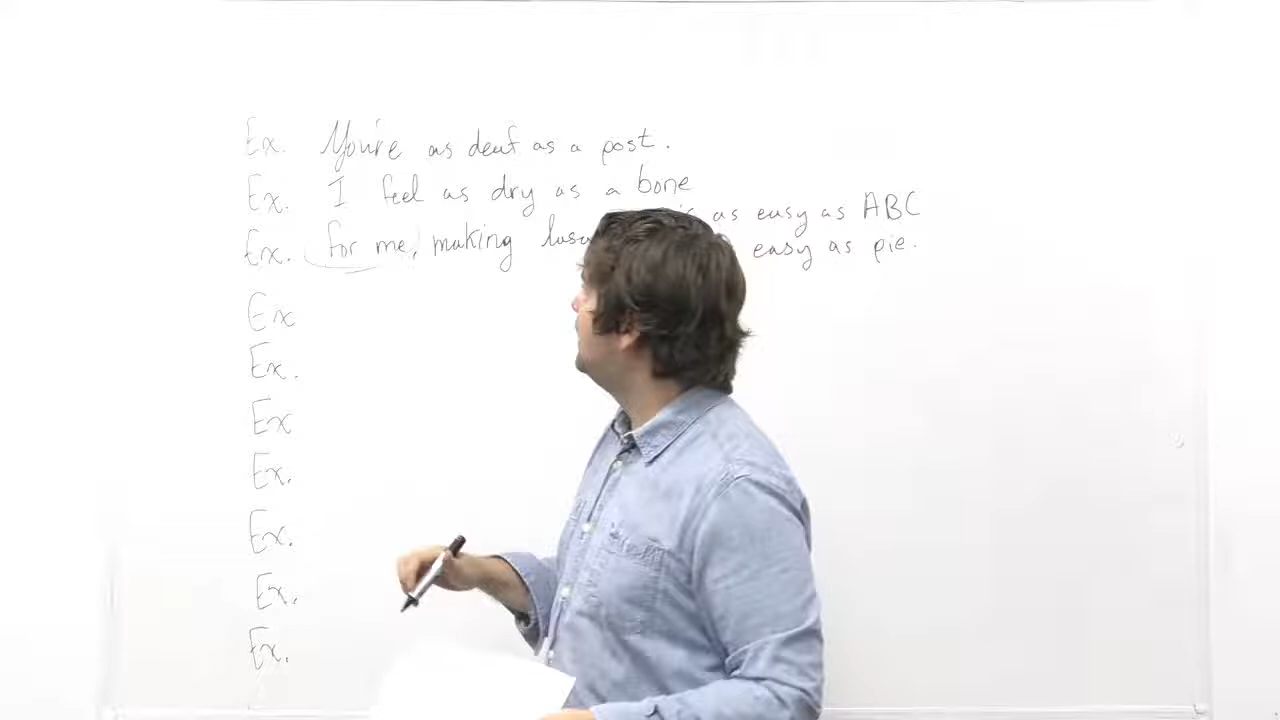 Ex. You're as deaf as a post.
Ex. I feel as dry as a bone
as easy as ABC
Ex. for me, making easy as pie.
Ex
Ex.
Ex
Ex.
Ex.
Ex.
Ex.